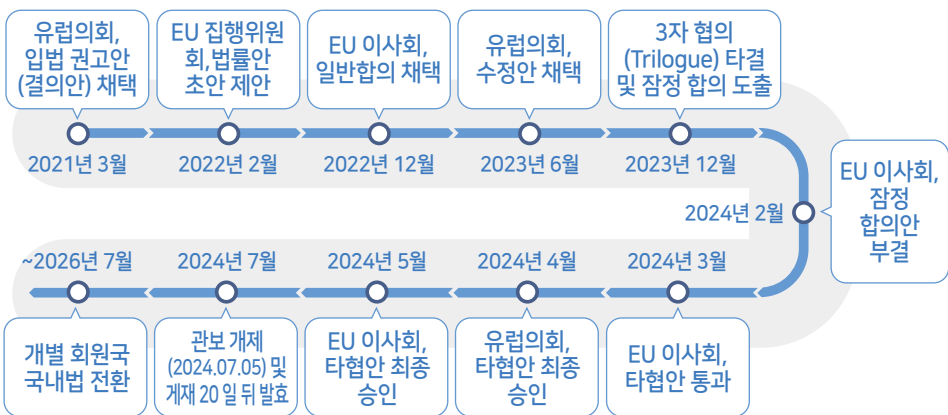 유럽의회,
입법 권고안
(결의안) 채택
EU 집행위원
회,법률안
초안 제안
EU 이사회,
일반합의 채택
유럽의회,
수정안 채택
3자 협의
(Trilogue) 타결
및 잠정 합의 도출
2021년 3월
2022년 2월
2022년 12월
2023년 6월
2023년 12월
2024년 2월
EU 이사회,
잠정
합의안
부결
~2026년 7월
2024년 7월
2024년 5월
2024년 4월
2024년 3월
개별 회원국
국내법 전환
관보 개제
(2024.07.05) 및
게재 20일 뒤 발효
EU 이사회,
타협안 최종
승인
유럽의회,
타협안 최종
승인
EU 이사회,
타협안 통과